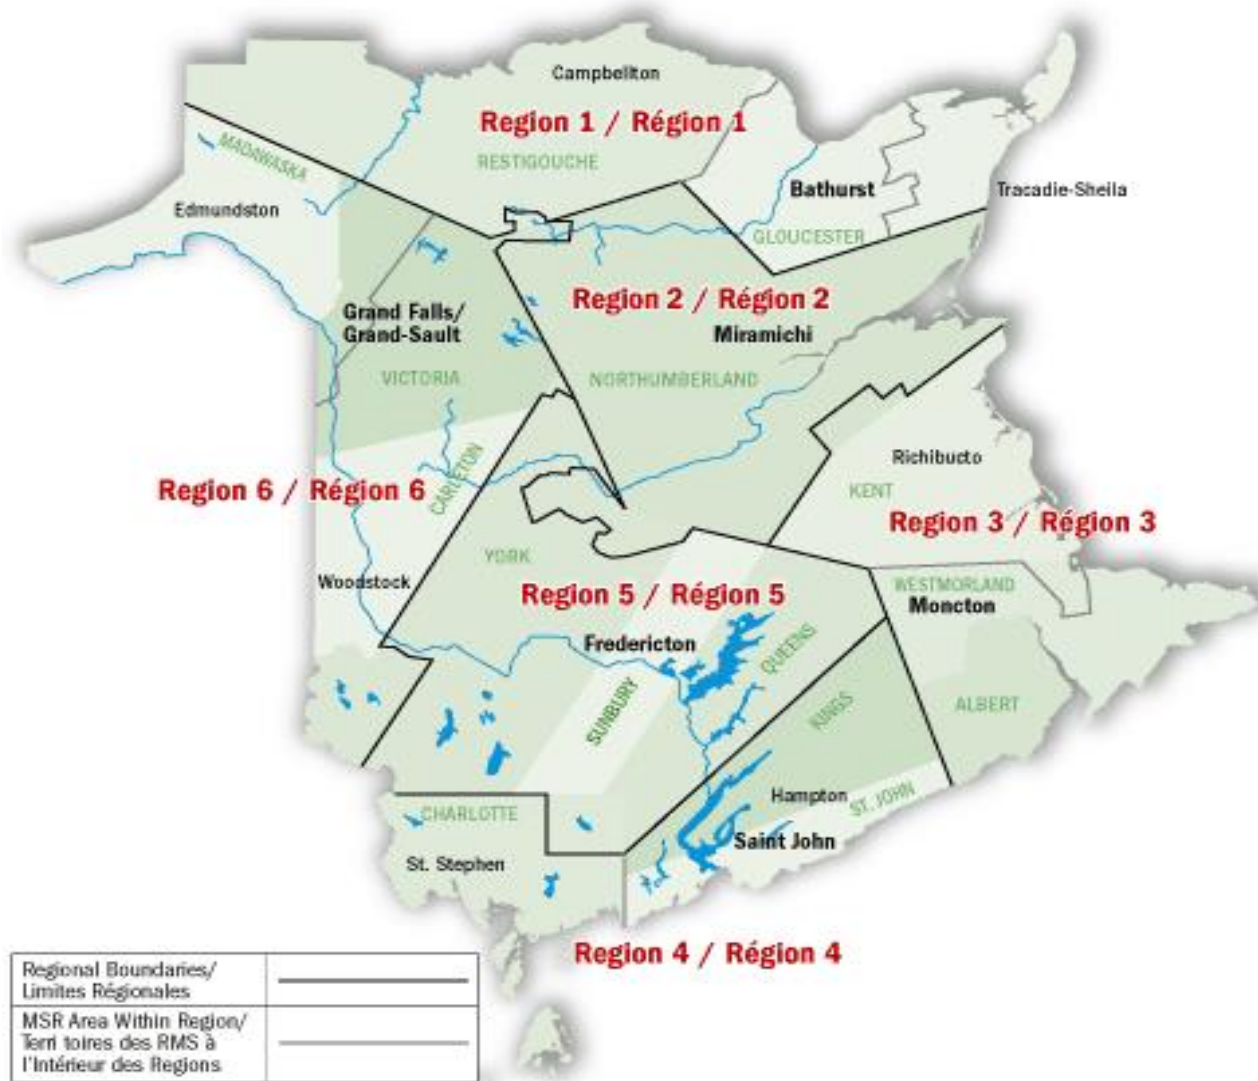 Campbellton
Region 1 / Région 1
RESTIGOUCHE
MADAWASKA
Bathurst
Tracadie-Sheila
Edmundston
GLOUCESTER
Region 2 / Région 2
Grand Falls/
Grand-Sault
Miramichi
VICTORIA
NORTHUMBERLAND
Richibucto
CARLETON
KENT
Region 6 / Région 6
Region 3 / Région 3
YORK
Woodstock
WESTMORLAND
Region 5 / Région 5
Moncton
Fredericton
QUEENS
SUNBURY
KINGS
ALBERT
Hampton
ST. JOHN
CHARLOTTE
Saint John
St. Stephen
Region 4 / Région 4
Regional Boundaries/
Limites Régionales
MSR Area Within Region/
Terri toires des RMS à
l'Intérieur des Regions